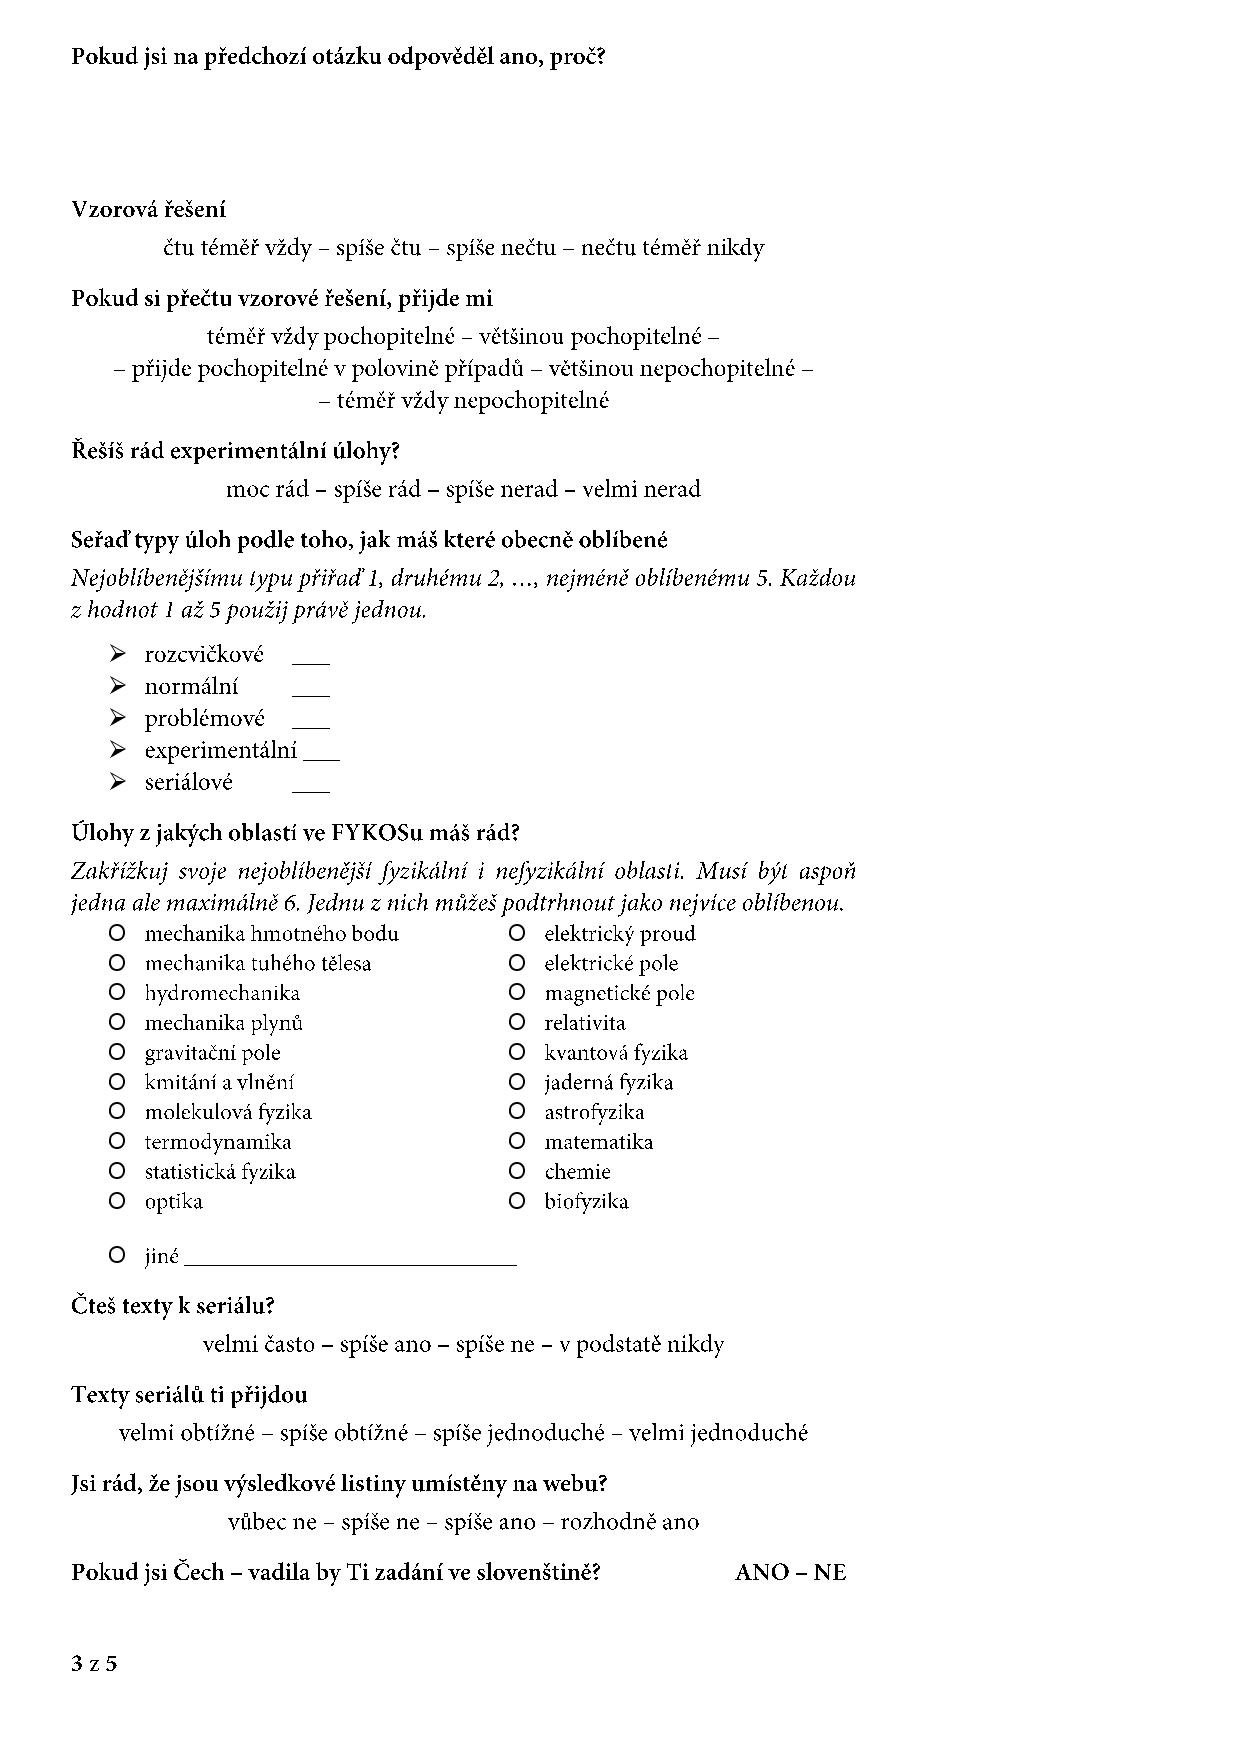 Pokud jsi na předchozí otázku odpověděl ano, proč?
Vzorová řešení
čtu téměř vždy – spíše čtu – spíše nečtu – nečtu téměř nikdy
Pokud si přečtu vzorové řešení, přijde mi
téměř vždy pochopitelné – většinou pochopitelné –
– přijde pochopitelné v polovině případů – většinou nepochopitelné –
– téměř vždy nepochopitelné
Řešíš rád experimentální úlohy?
moc rád – spíše rád – spíše nerad – velmi nerad
Seřaď typy úloh podle toho, jak máš které obecně oblíbené
Nejoblíbenějšímu typu přiřaď 1, druhému 2, …, nejméně oblíbenému 5. Každou
z hodnot 1 až 5 použij právě jednou.
➢ rozcvičkové ___
➢ normální ___
➢ problémové ___
➢ experimentální ___
➢ seriálové ___
Úlohy z jakých oblastí ve FYKOSu máš rád?
Zakřížkuj svoje nejoblíbenější fyzikální i nefyzikální oblasti. Musí být aspoň
jedna ale maximálně 6. Jednu z nich můžeš podtrhnout jako nejvíce oblíbenou.
O mechanika hmotného bodu
O mechanika tuhého tělesa
O hydromechanika
O mechanika plynů
O gravitační pole
O kmitání a vlnění
O molekulová fyzika
O termodynamika
O statistická fyzika
O optika
O elektrický proud
O elektrické pole
O magnetické pole
O relativita
O kvantová fyzika
O jaderná fyzika
O astrofyzika
O matematika
O chemie
O biofyzika
O jiné ______________________________
Čteš texty k seriálu?
velmi často – spíše ano – spíše ne – v podstatě nikdy
Texty seriálů ti přijdou
velmi obtížné – spíše obtížné – spíše jednoduché – velmi jednoduché
Jsi rád, že jsou výsledkové listiny umístěny na webu?
vůbec ne – spíše ne – spíše ano – rozhodně ano
Pokud jsi Čech – vadila by Ti zadání ve slovenštině? ANO – NE
3 z 5